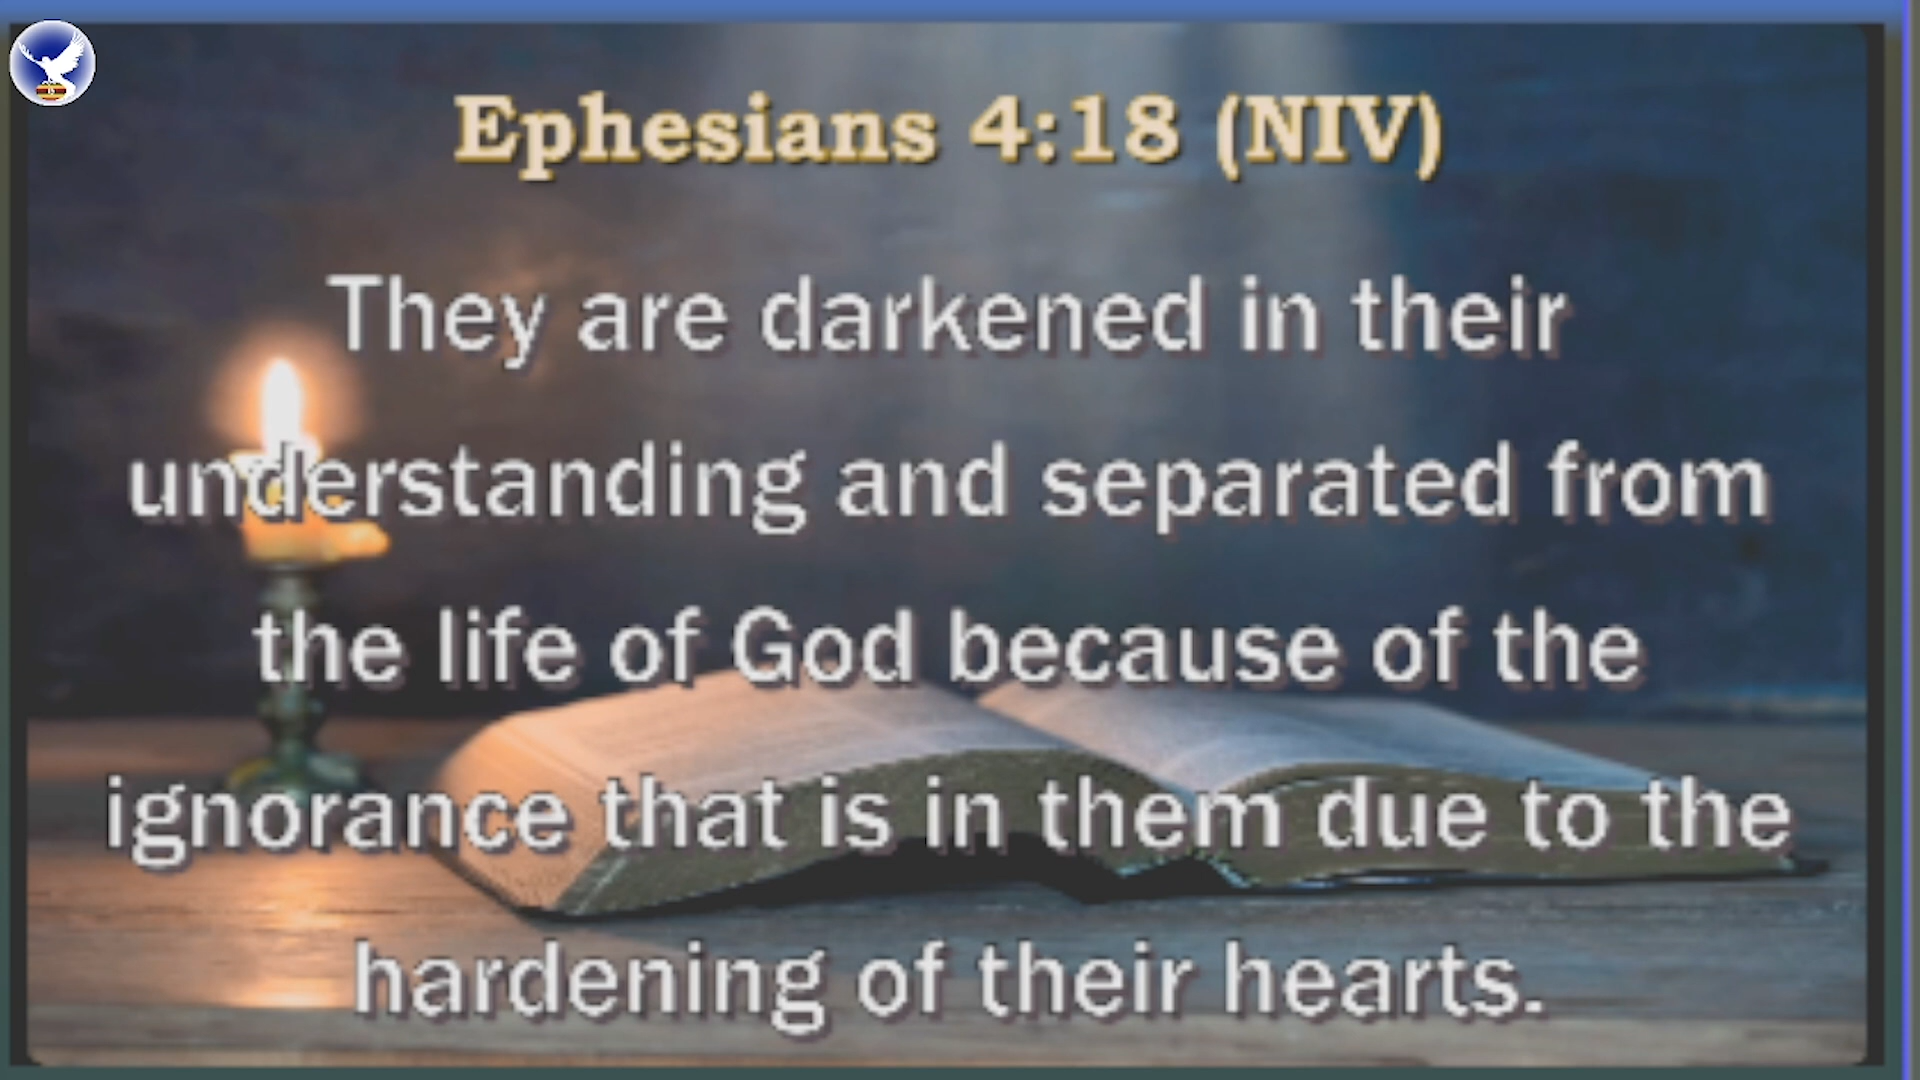 Ephesians 4:18 (NIV)
They are darkened in their
understanding and separated from
the life of God because of the
ignorance that is in them due to the
hardening of their hearts.